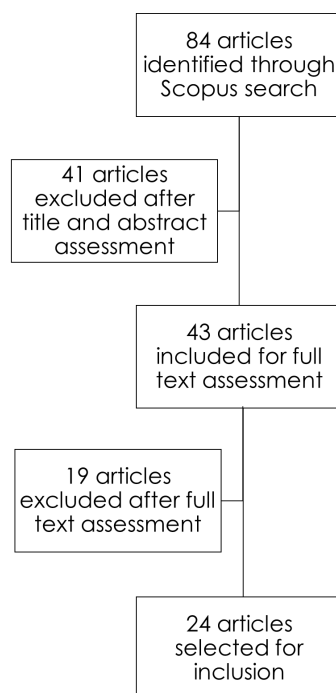 84 articles
identified through
Scopus search
41 articles
excluded after
title and abstract
assessment
43 articles
included for full
text assessment
19 articles
excluded after full
text assessment
24 articles
selected for
inclusion